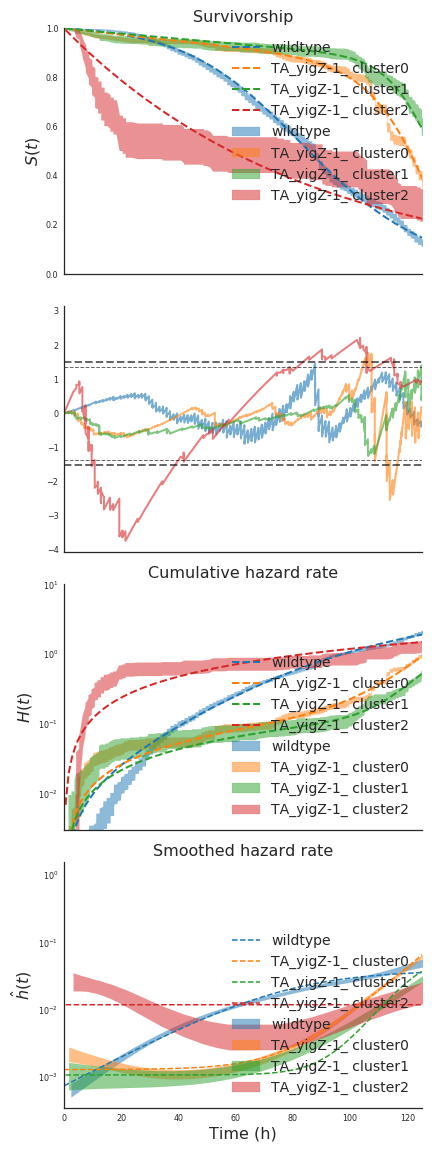 Survivorship
1.0
0.8
0.6
0.4
0.2
0.0
S(t)
wildtype
TA_yigZ-1_ cluster0
TA_yigZ-1_ cluster1
TA_yigZ-1_ cluster2
wildtype
TA_yigZ-1_ cluster0
TA_yigZ-1_ cluster1
TA_yigZ-1_ cluster2
3
2
1
0
−1
−2
−3
−4
Cumulative hazard rate
10¹
10⁰
10⁻¹
10⁻²
H(t)
wildtype
TA_yigZ-1_ cluster0
TA_yigZ-1_ cluster1
TA_yigZ-1_ cluster2
wildtype
TA_yigZ-1_ cluster0
TA_yigZ-1_ cluster1
TA_yigZ-1_ cluster2
Smoothed hazard rate
10⁰
10⁻¹
10⁻²
10⁻³
ĥ(t)
wildtype
TA_yigZ-1_ cluster0
TA_yigZ-1_ cluster1
TA_yigZ-1_ cluster2
wildtype
TA_yigZ-1_ cluster0
TA_yigZ-1_ cluster1
TA_yigZ-1_ cluster2
0 20 40 60 80 100 120
Time (h)